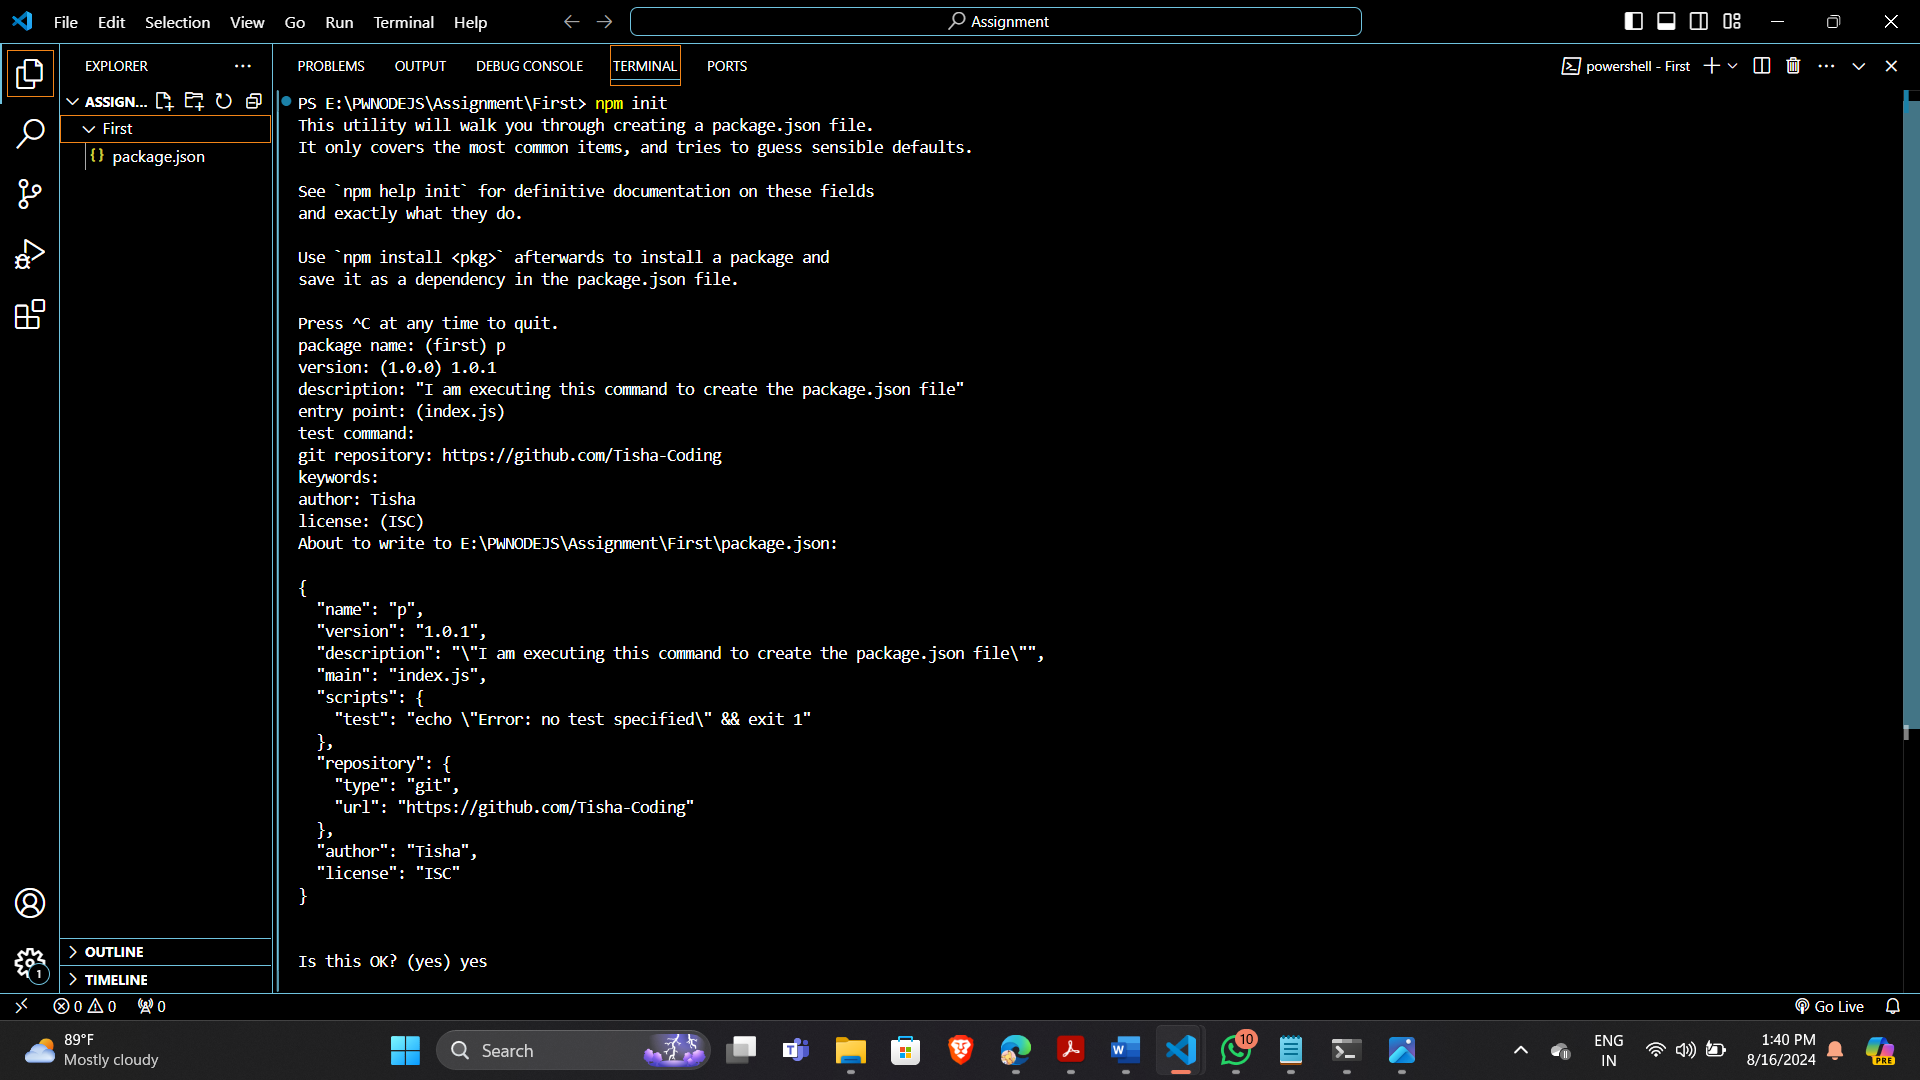 File Edit Selection View Go Run Terminal Help
Assignment
EXPLORER
ASSIGN...
First
{} package.json
OUTLINE
TIMELINE
PROBLEMS OUTPUT DEBUG CONSOLE TERMINAL PORTS
powershell - First
PS E:\PWNODEJS\Assignment\First> npm init
This utility will walk you through creating a package.json file.
It only covers the most common items, and tries to guess sensible defaults.
See `npm help init` for definitive documentation on these fields
and exactly what they do.
Use `npm install <pkg>` afterwards to install a package and
save it as a dependency in the package.json file.
Press ^C at any time to quit.
package name: (first) p
version: (1.0.0) 1.0.1
description: "I am executing this command to create the package.json file"
entry point: (index.js)
test command:
git repository: https://github.com/Tisha-Coding
keywords:
author: Tisha
license: (ISC)
About to write to E:\PWNODEJS\Assignment\First\package.json:
{
  "name": "p",
  "version": "1.0.1",
  "description": "\"I am executing this command to create the package.json file\"",
  "main": "index.js",
  "scripts": {
    "test": "echo \"Error: no test specified\" && exit 1"
  },
  "repository": {
    "type": "git",
    "url": "https://github.com/Tisha-Coding"
  },
  "author": "Tisha",
  "license": "ISC"
}
Is this OK? (yes) yes
1
0 0 0
Go Live
89°F
Mostly cloudy
Search
10
ENG
IN
1:40 PM
8/16/2024
PRE